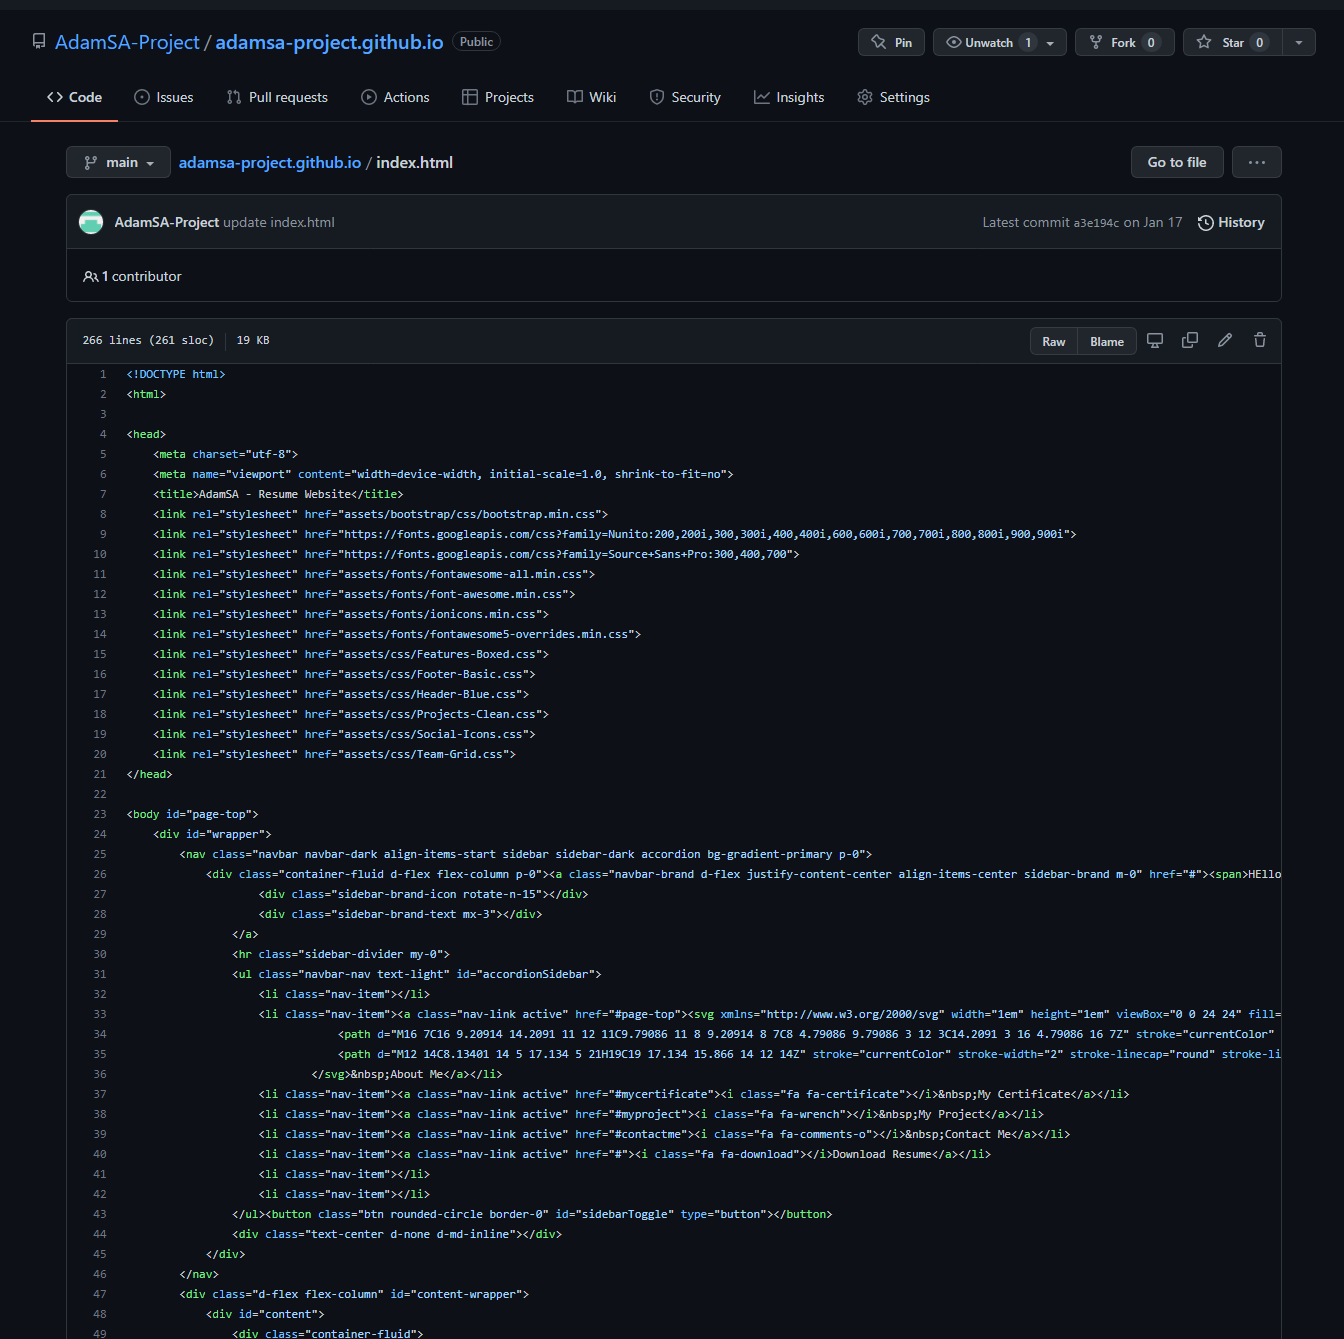 AdamSA-Project / adamsa-project.github.io Public
Pin Unwatch 1 Fork 0 Star 0
Code Issues Pull requests Actions Projects Wiki Security Insights Settings
main adamsa-project.github.io / index.html Go to file ...
AdamSA-Project update index.html Latest commit a3e194c on Jan 17 History
1 contributor
266 lines (261 sloc) 19 KB Raw Blame
1 <!DOCTYPE html>
2 <html>
3
4 <head>
5 <meta charset="utf-8">
6 <meta name="viewport" content="width=device-width, initial-scale=1.0, shrink-to-fit=no">
7 <title>AdamSA - Resume Website</title>
8 <link rel="stylesheet" href="assets/bootstrap/css/bootstrap.min.css">
9 <link rel="stylesheet" href="https://fonts.googleapis.com/css?family=Nunito:200,200i,300,300i,400,400i,600,600i,700,700i,800,800i,900,900i">
10 <link rel="stylesheet" href="https://fonts.googleapis.com/css?family=Source+Sans+Pro:300,400,700">
11 <link rel="stylesheet" href="assets/fonts/fontawesome-all.min.css">
12 <link rel="stylesheet" href="assets/fonts/font-awesome.min.css">
13 <link rel="stylesheet" href="assets/fonts/ionicons.min.css">
14 <link rel="stylesheet" href="assets/fonts/fontawesome5-overrides.min.css">
15 <link rel="stylesheet" href="assets/css/Features-Boxed.css">
16 <link rel="stylesheet" href="assets/css/Footer-Basic.css">
17 <link rel="stylesheet" href="assets/css/Header-Blue.css">
18 <link rel="stylesheet" href="assets/css/Projects-Clean.css">
19 <link rel="stylesheet" href="assets/css/Social-Icons.css">
20 <link rel="stylesheet" href="assets/css/Team-Grid.css">
21 </head>
22
23 <body id="page-top">
24 <div id="wrapper">
25 <nav class="navbar navbar-dark align-items-start sidebar sidebar-dark accordion bg-gradient-primary p-0">
26 <div class="container-fluid d-flex flex-column p-0"><a class="navbar-brand d-flex justify-content-center align-items-center sidebar-brand m-0" href="#"><span>HEllo
27 <div class="sidebar-brand-icon rotate-n-15"></div>
28 <div class="sidebar-brand-text mx-3"></div>
29 </a>
30 <hr class="sidebar-divider my-0">
31 <ul class="navbar-nav text-light" id="accordionSidebar">
32 <li class="nav-item"></li>
33 <li class="nav-item"><a class="nav-link active" href="#page-top"><svg xmlns="http://www.w3.org/2000/svg" width="1em" height="1em" viewBox="0 0 24 24" fill=
34 <path d="M16 7C16 9.20914 14.2091 11 12 11C9.79086 11 8 9.20914 8 7C8 4.79086 9.79086 3 12 3C14.2091 3 16 4.79086 16 7Z" stroke="currentColor"
35 <path d="M12 14C8.13401 14 5 17.134 5 21H19C19 17.134 15.866 14 12 14Z" stroke="currentColor" stroke-width="2" stroke-linecap="round" stroke-li
36 </svg>&nbsp;About Me</a></li>
37 <li class="nav-item"><a class="nav-link active" href="#mycertificate"><i class="fa fa-certificate"></i>&nbsp;My Certificate</a></li>
38 <li class="nav-item"><a class="nav-link active" href="#myproject"><i class="fa fa-wrench"></i>&nbsp;My Project</a></li>
39 <li class="nav-item"><a class="nav-link active" href="#contactme"><i class="fa fa-comments-o"></i>&nbsp;Contact Me</a></li>
40 <li class="nav-item"><a class="nav-link active" href="#"><i class="fa fa-download"></i>Download Resume</a></li>
41 <li class="nav-item"></li>
42 <li class="nav-item"></li>
43 </ul><button class="btn rounded-circle border-0" id="sidebarToggle" type="button"></button>
44 <div class="text-center d-none d-md-inline"></div>
45 </div>
46 </nav>
47 <div class="d-flex flex-column" id="content-wrapper">
48 <div id="content">
49 <div class="container-fluid">